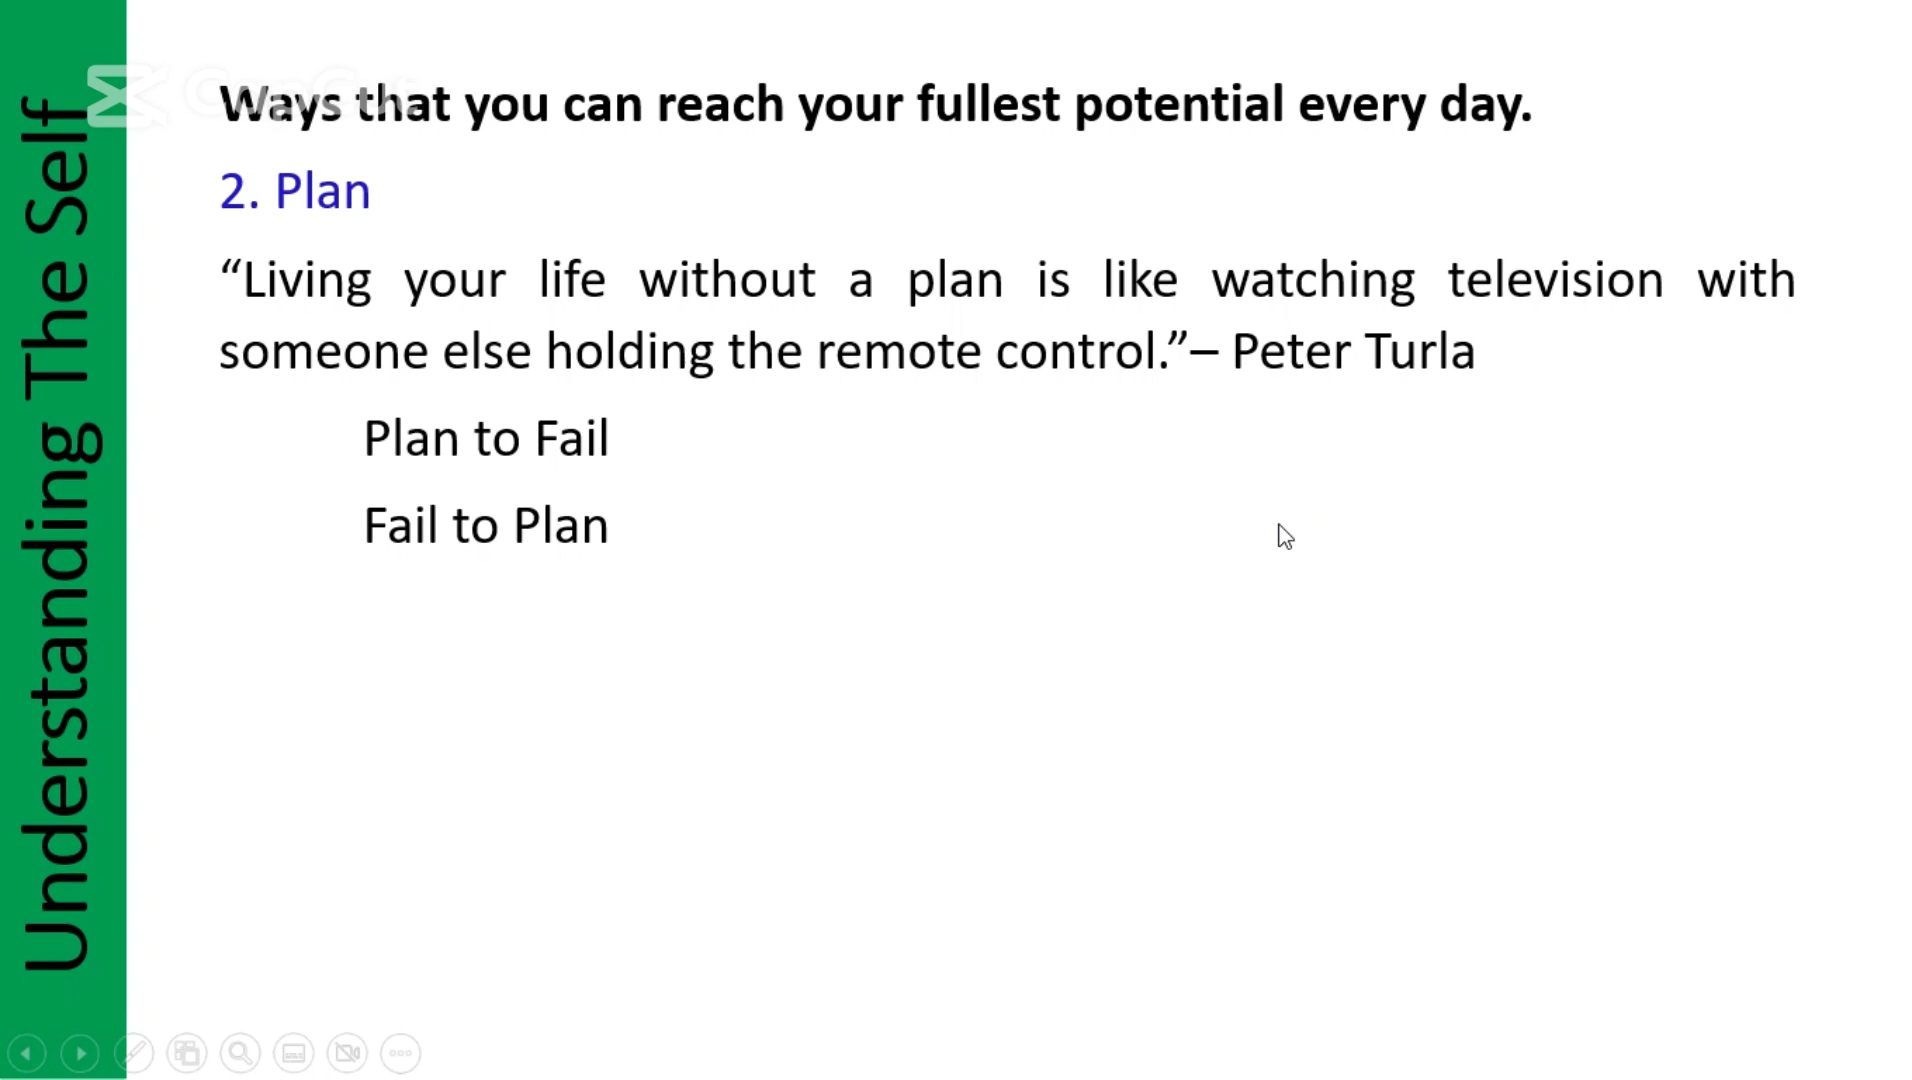 Understanding The Self
CapCut
Ways that you can reach your fullest potential every day.
2. Plan
“Living your life without a plan is like watching television with
someone else holding the remote control.”– Peter Turla
Plan to Fail
Fail to Plan